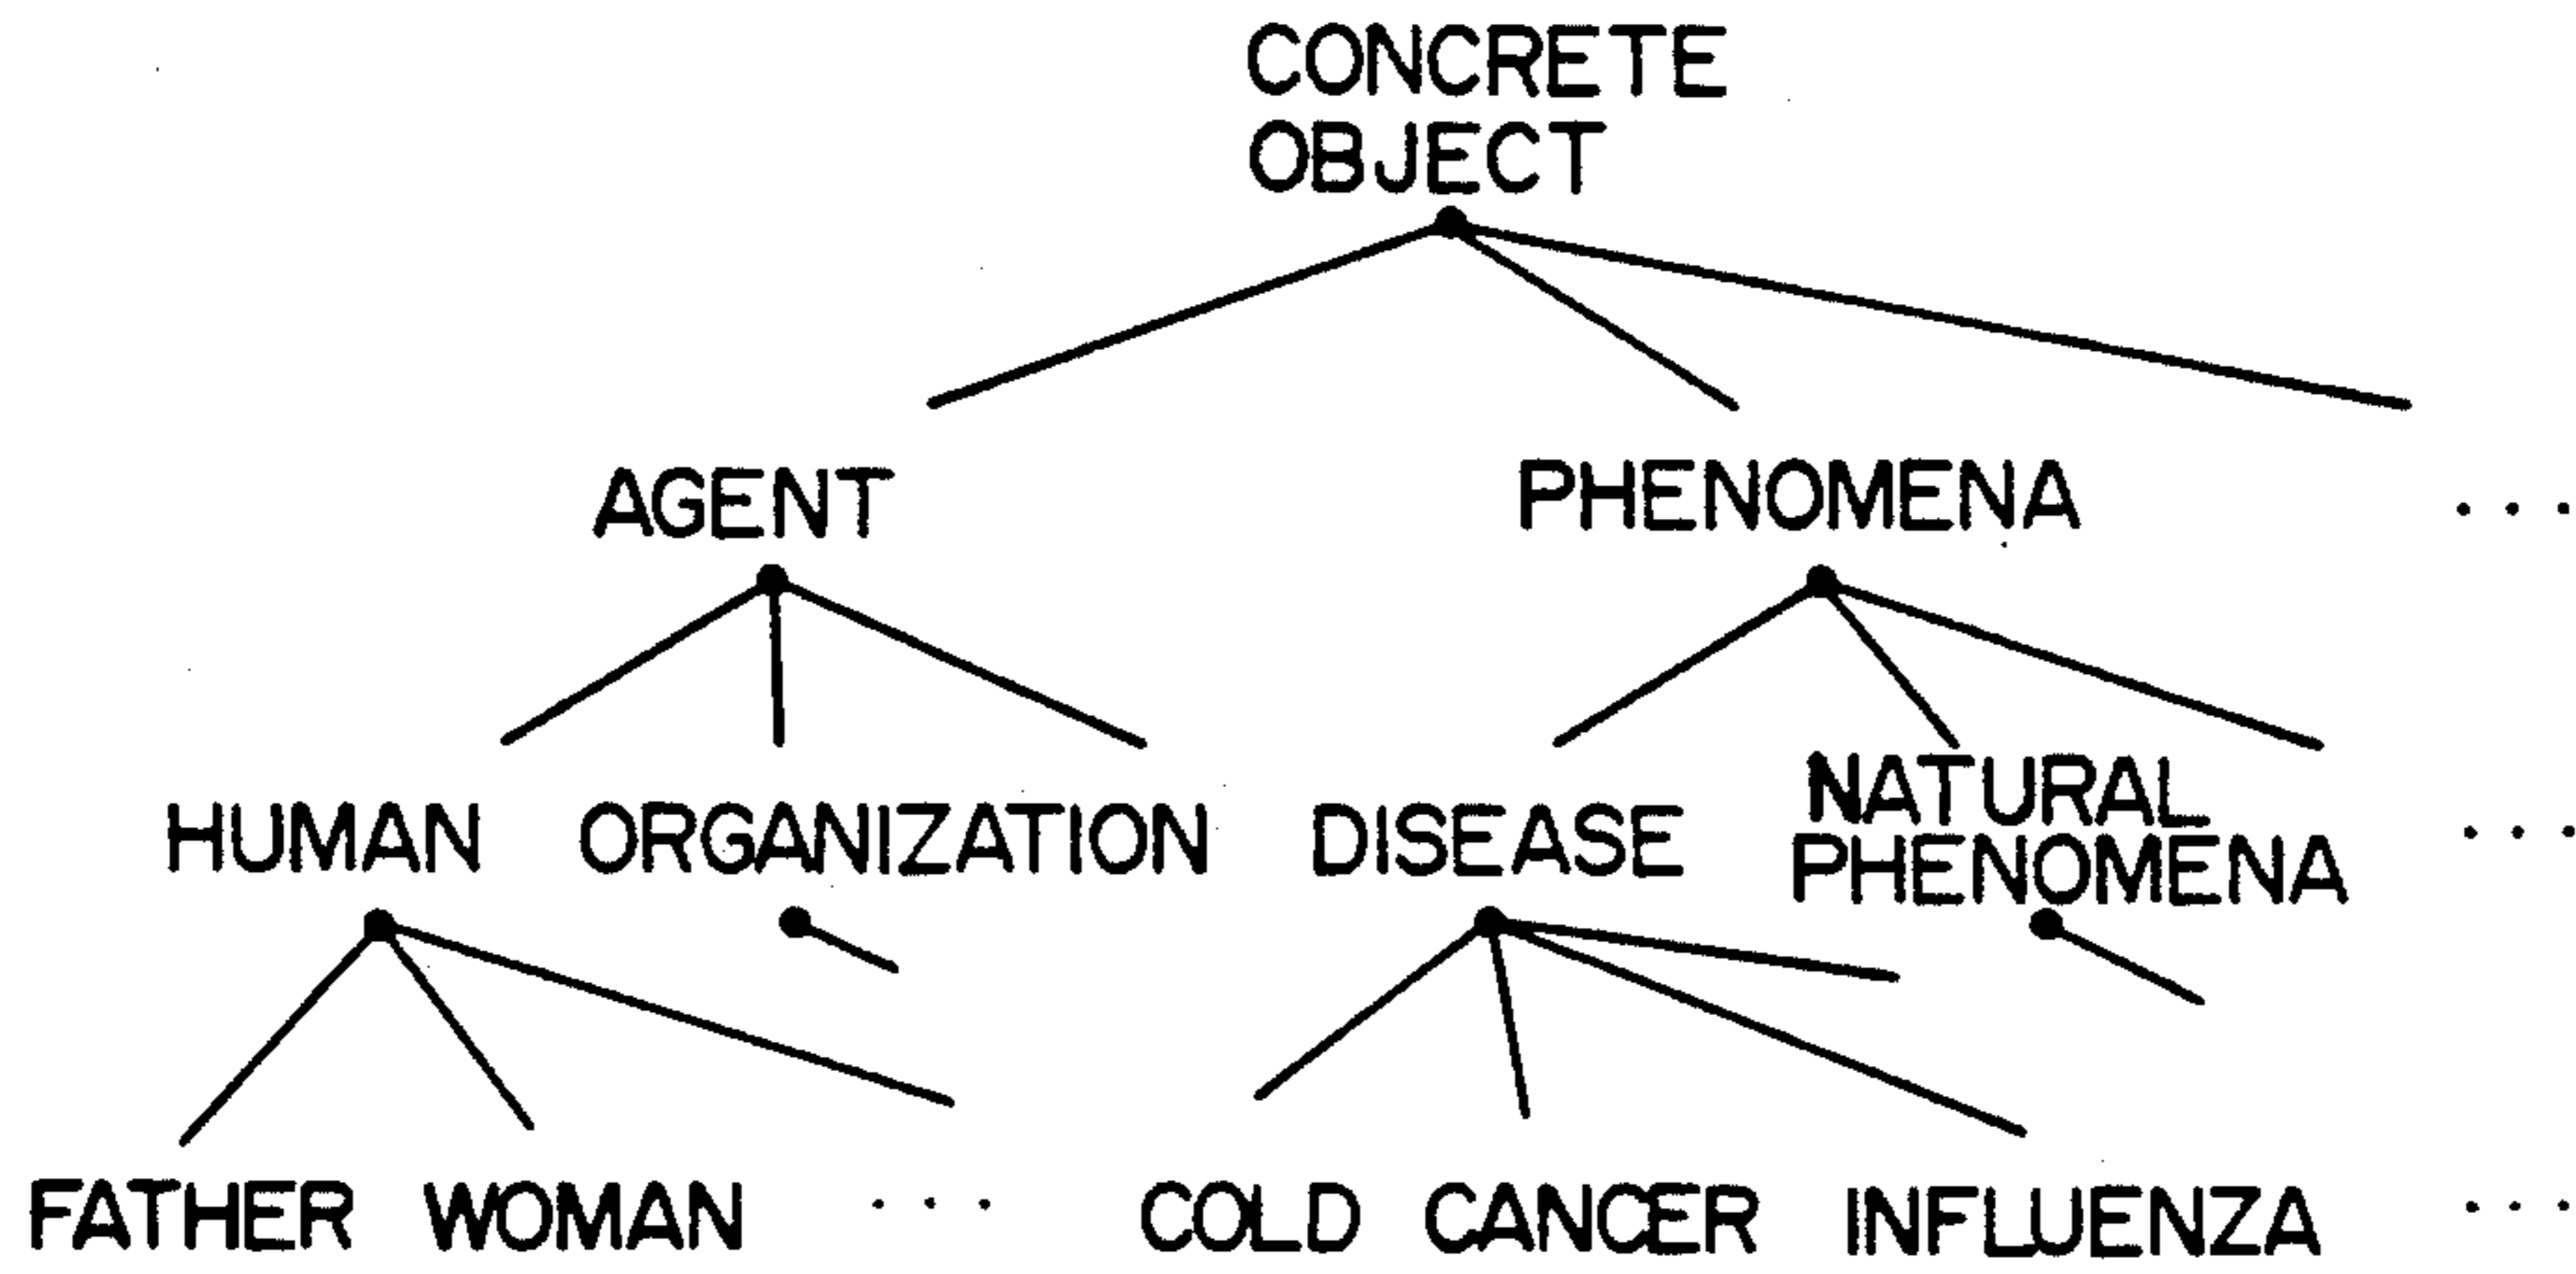 CONCRETE
OBJECT
AGENT PHENOMENA ...
HUMAN ORGANIZATION DISEASE NATURAL
PHENOMENA ...
FATHER WOMAN ... COLD CANCER INFLUENZA ...